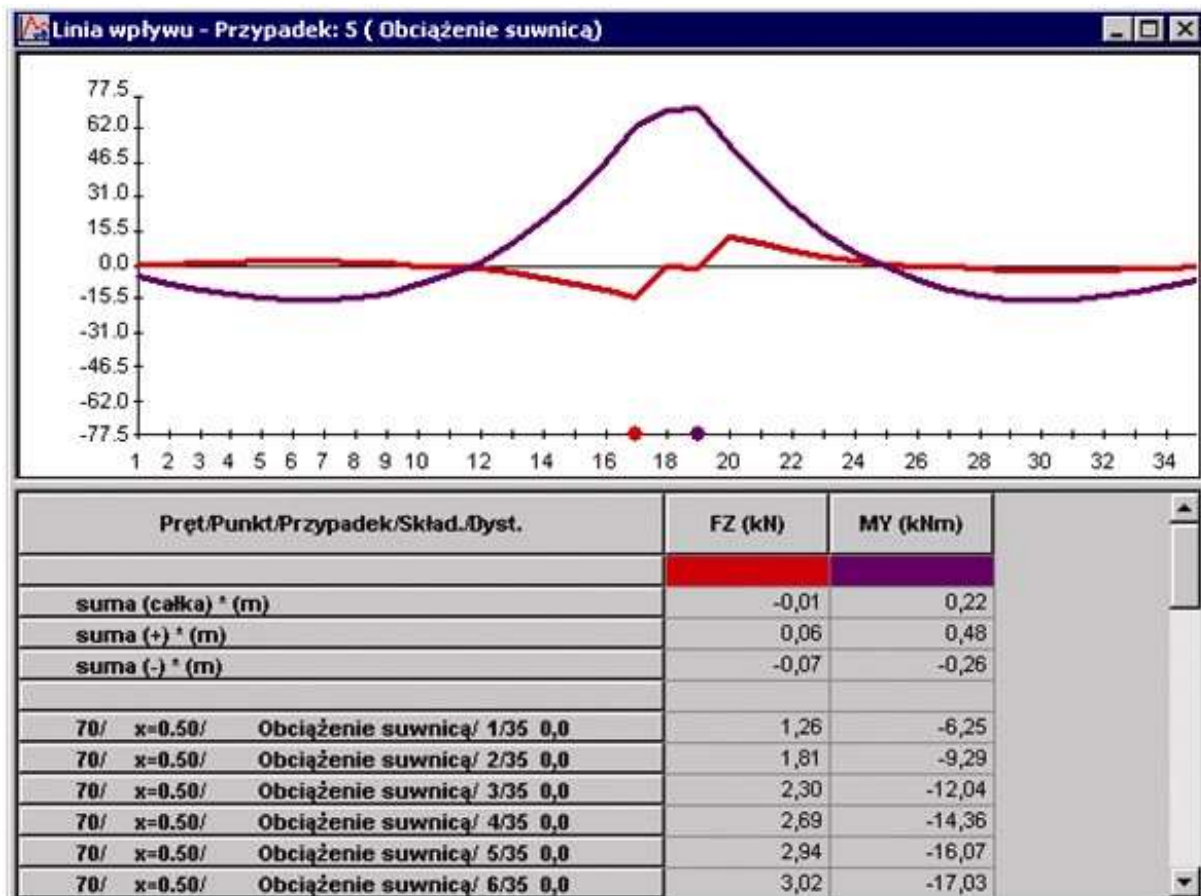 Linia wpływu - Przypadek: 5 ( Obciążenie suwnicą)
77.5
62.0
46.5
31.0
15.5
0.0
-15.5
-31.0
-46.5
-62.0
-77.5
1 2 3 4 5 6 7 8 9 10 12 14 16 18 20 22 24 26 28 30 32 34
Pręt/Punkt/Przypadek/Skład./Dyst. FZ (kN) MY (kNm)
suma (całka) * (m) -0,01 0,22
suma (+) * (m) 0,06 0,48
suma (-) * (m) -0,07 -0,26
70/ x=0.50/ Obciążenie suwnicą/ 1/35 0,0 1,26 -6,25
70/ x=0.50/ Obciążenie suwnicą/ 2/35 0,0 1,81 -9,29
70/ x=0.50/ Obciążenie suwnicą/ 3/35 0,0 2,30 -12,04
70/ x=0.50/ Obciążenie suwnicą/ 4/35 0,0 2,69 -14,36
70/ x=0.50/ Obciążenie suwnicą/ 5/35 0,0 2,94 -16,07
70/ x=0.50/ Obciążenie suwnicą/ 6/35 0,0 3,02 -17,03